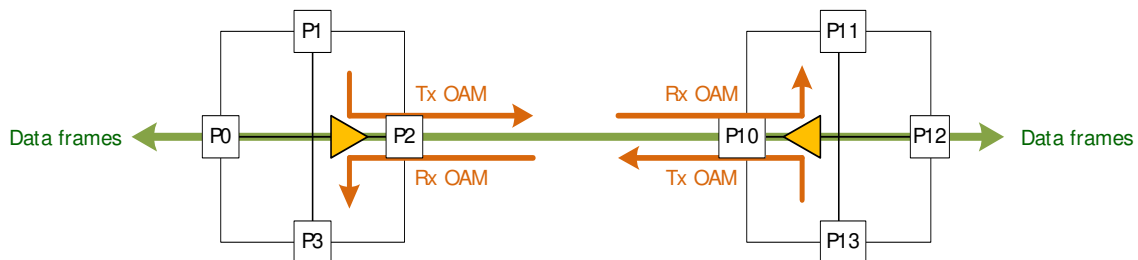 P1
P11
Tx OAM
Rx OAM
Data frames
P0
P2
P10
P12
Data frames
Rx OAM
Tx OAM
P3
P13